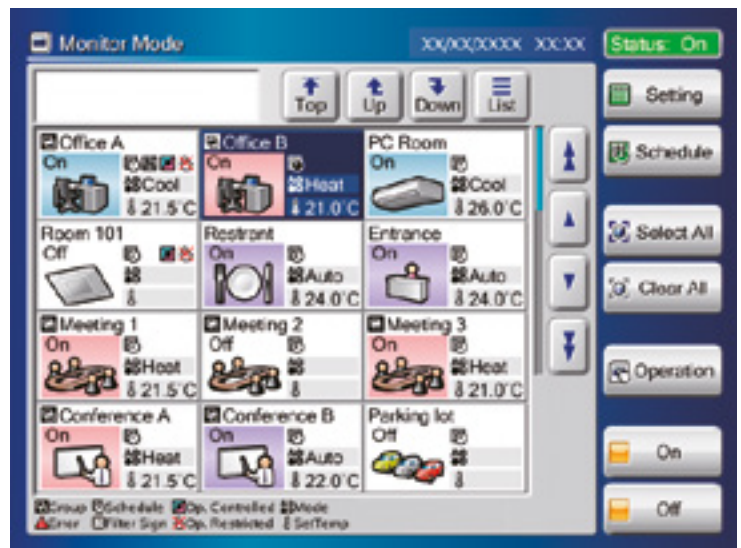 Monitor Mode XX/XX/XXXX XX:XX Status: On
Top Up Down List
Setting
Schedule
Select All
Clear All
Operation
On
Off
Office A
On
Cool
21.5°C
Office B
On
Heat
21.0°C
PC Room
On
Cool
26.0°C
Room 101
Off
Restrant
On
Auto
24.0°C
Entrance
On
Auto
24.0°C
Meeting 1
On
Heat
21.5°C
Meeting 2
Off
Meeting 3
On
Heat
21.0°C
Conference A
On
Heat
21.5°C
Conference B
On
Auto
22.0°C
Parking lot
Off
Group Schedule Op. Controlled Mode
Error Filter Sign Op. Restricted SetTemp